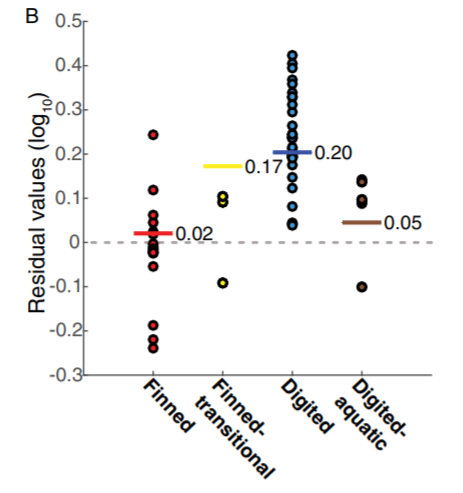 B
Residual values (log10)
0.5
0.4
0.3
0.2
0.1
0
-0.1
-0.2
-0.3
0.02
0.17
0.20
0.05
Finned
Finned-
transitional
Digited
Digited-
aquatic